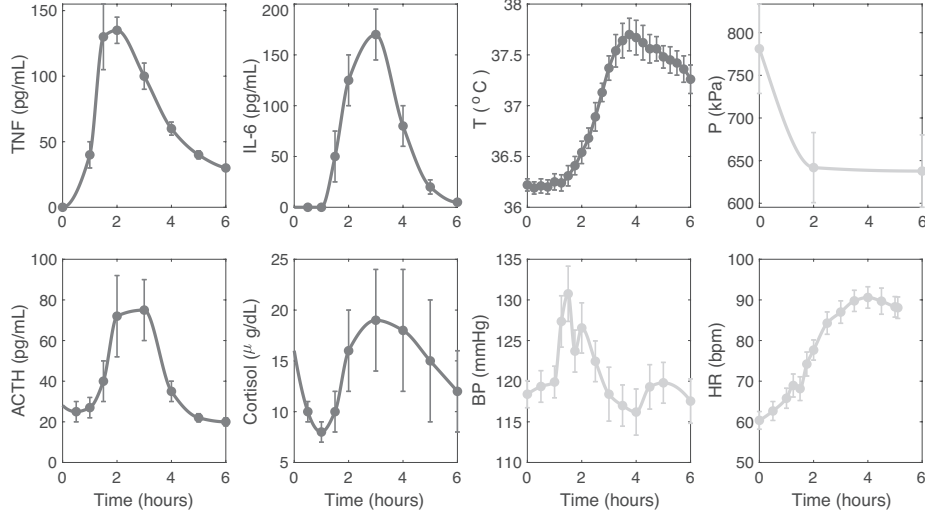 TNF (pg/mL)
150
100
50
0
0 2 4 6
IL-6 (pg/mL)
200
150
100
50
0
0 2 4 6
T (°C)
38
37.5
37
36.5
36
0 2 4 6
P (kPa)
800
750
700
650
600
0 2 4 6
ACTH (pg/mL)
100
80
60
40
20
0
0 2 4 6
Time (hours)
Cortisol (μ g/dL)
25
20
15
10
5
0 2 4 6
Time (hours)
BP (mmHg)
135
130
125
120
115
110
0 2 4 6
Time (hours)
HR (bpm)
100
90
80
70
60
50
0 2 4 6
Time (hours)